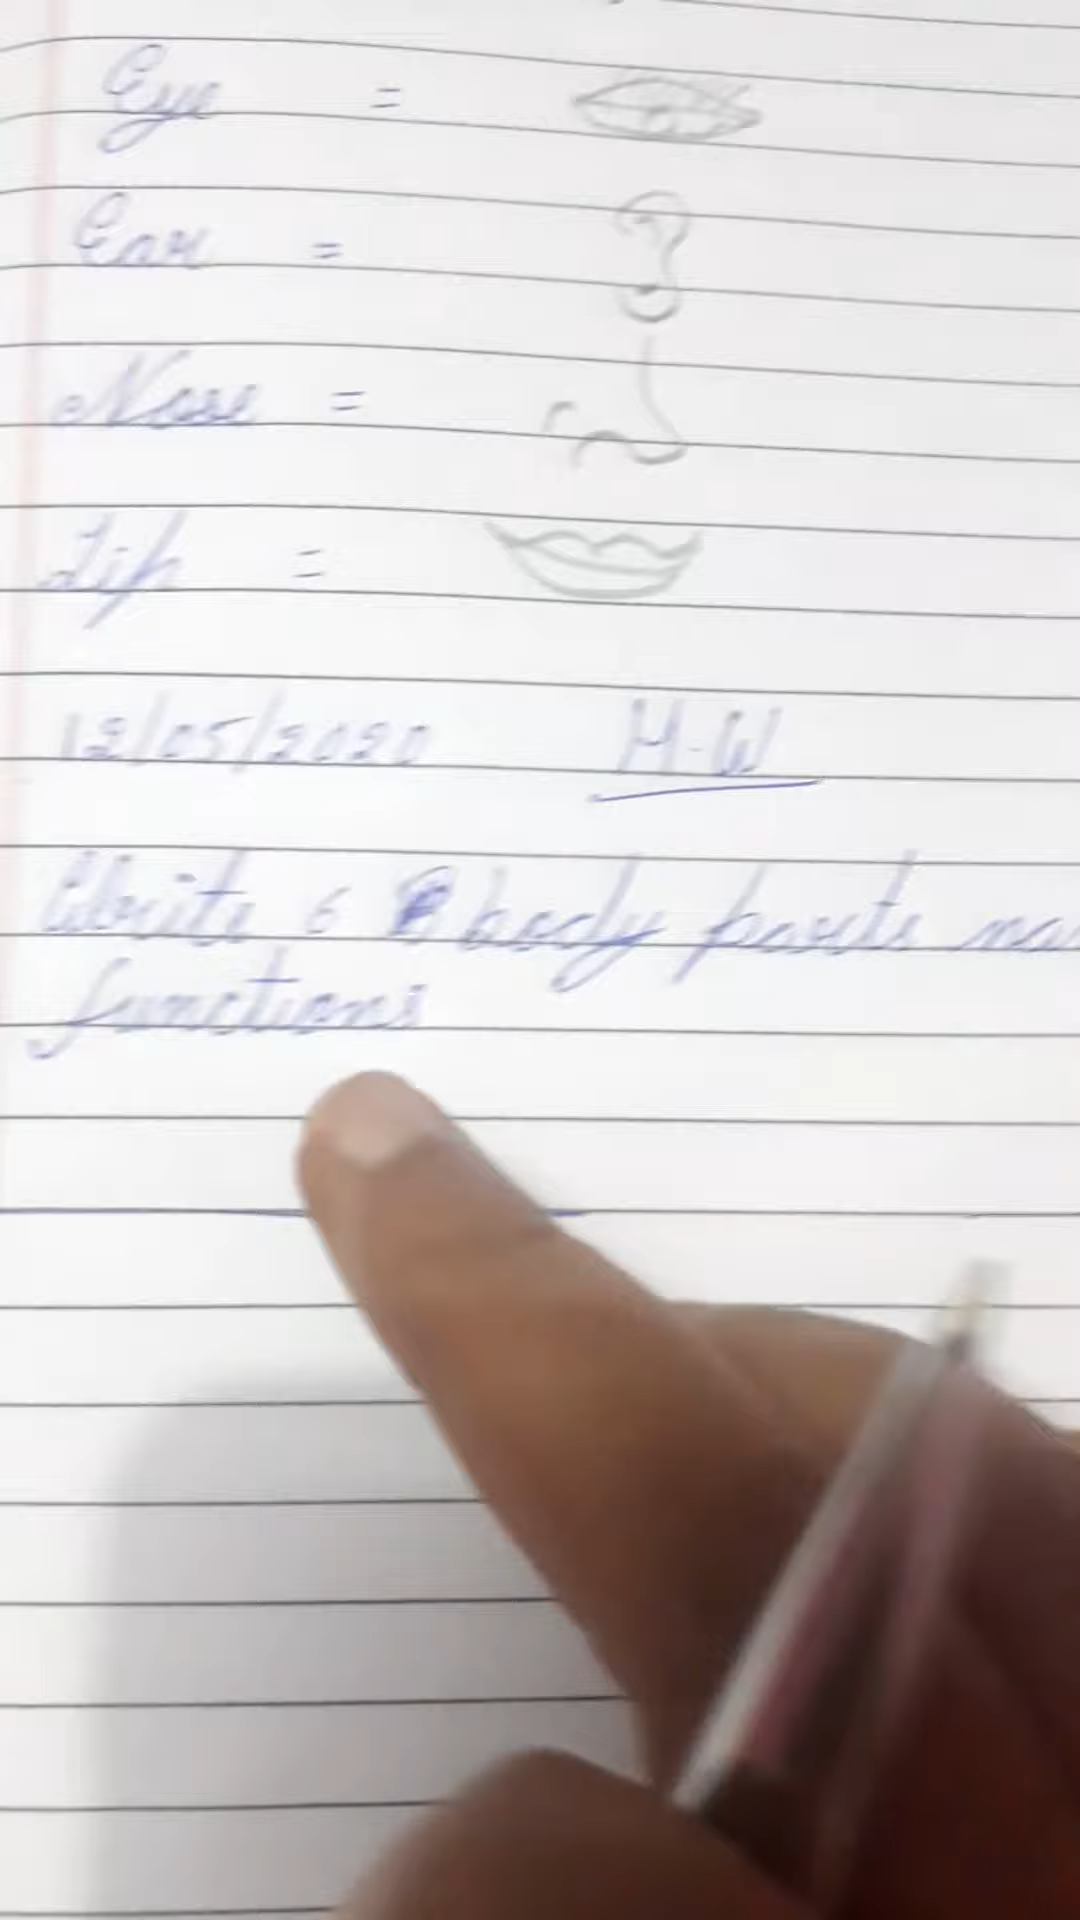 Eye =
Ear =
Nose =
Lip =
12/05/2020 H.W
Write 6 body parts
functions